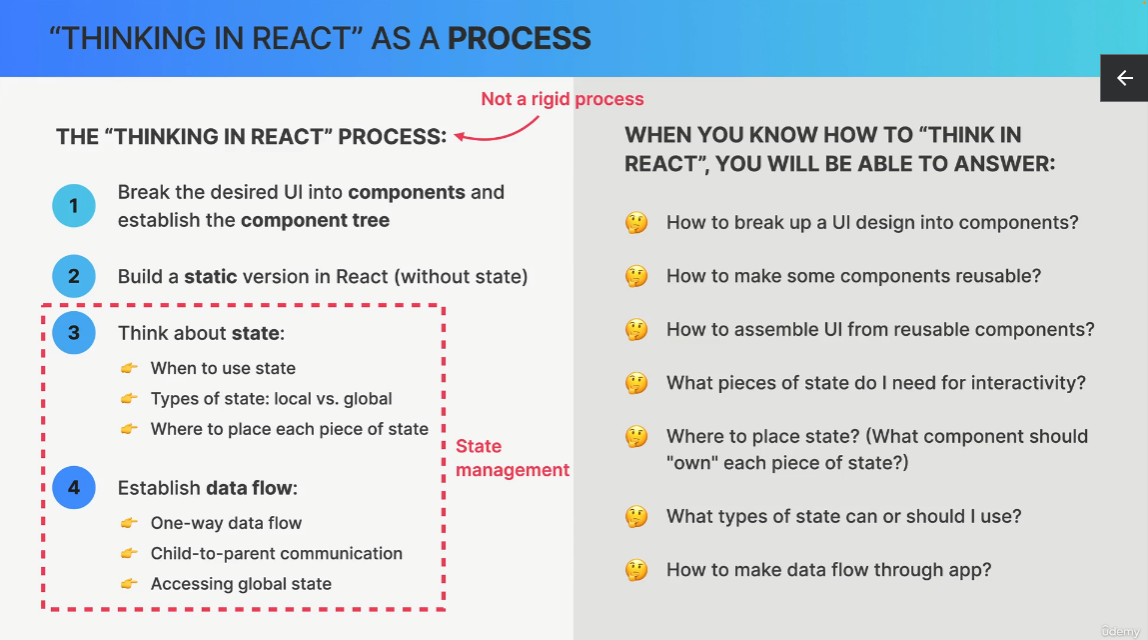 “THINKING IN REACT” AS A PROCESS
Not a rigid process
THE “THINKING IN REACT” PROCESS:
1
Break the desired UI into components and
establish the component tree
2
Build a static version in React (without state)
3
Think about state:
When to use state
Types of state: local vs. global
Where to place each piece of state
State
management
4
Establish data flow:
One-way data flow
Child-to-parent communication
Accessing global state
WHEN YOU KNOW HOW TO “THINK IN
REACT”, YOU WILL BE ABLE TO ANSWER:
How to break up a UI design into components?
How to make some components reusable?
How to assemble UI from reusable components?
What pieces of state do I need for interactivity?
Where to place state? (What component should
"own" each piece of state?)
What types of state can or should I use?
How to make data flow through app?
ûdemy